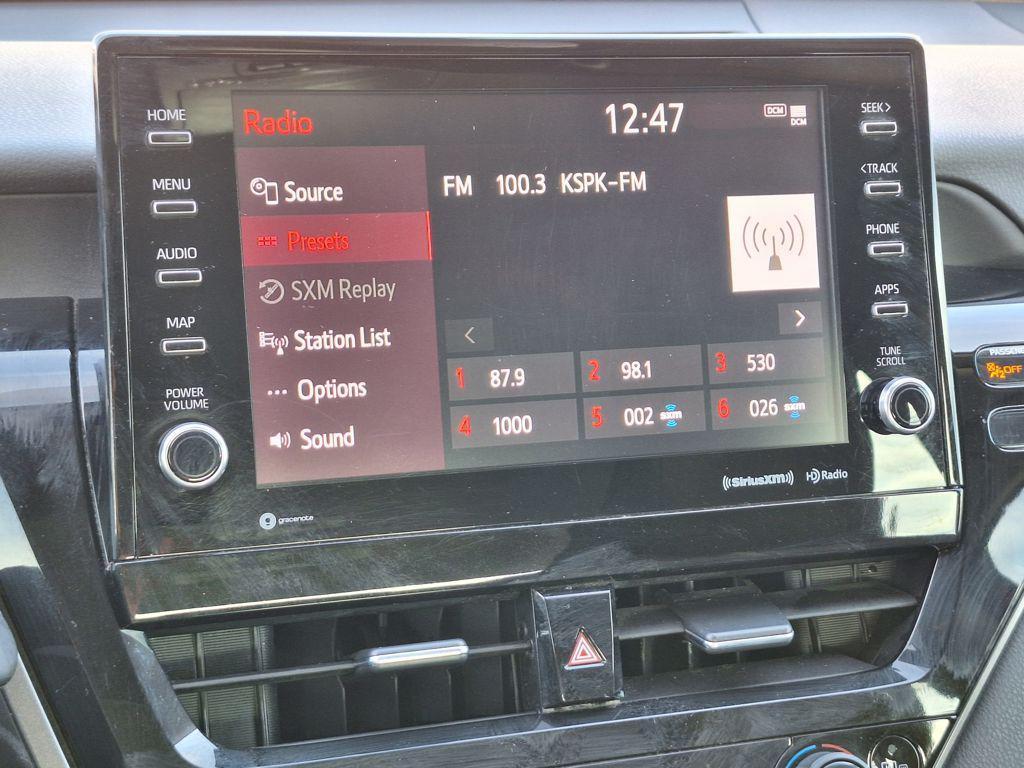 HOME
MENU
AUDIO
MAP
POWER
VOLUME
Radio
12:47
DCM
DCM
Source
Presets
SXM Replay
Station List
Options
Sound
FM 100.3 KSPK-FM
<
>
1 87.9
2 98.1
3 530
4 1000
5 002 sxm
6 026 sxm
SEEK>
<TRACK
PHONE
APPS
TUNE
SCROLL
gracenote
SiriusXM
HD Radio
OFF